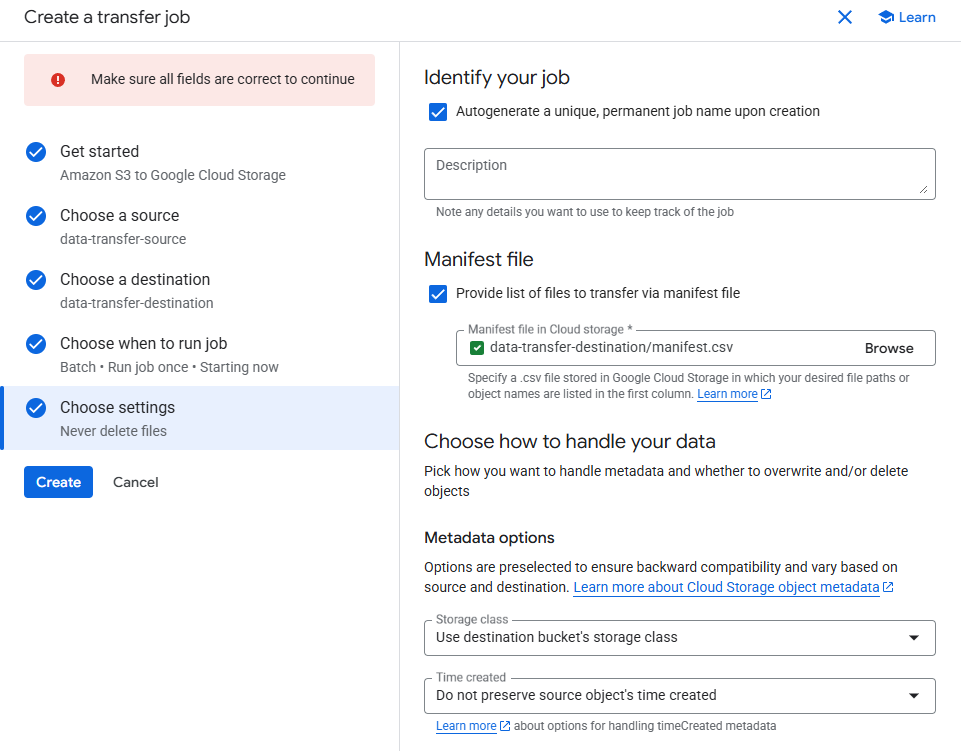 Create a transfer job
Learn
Make sure all fields are correct to continue
Get started
Amazon S3 to Google Cloud Storage
Choose a source
data-transfer-source
Choose a destination
data-transfer-destination
Choose when to run job
Batch • Run job once • Starting now
Choose settings
Never delete files
Create
Cancel
Identify your job
Autogenerate a unique, permanent job name upon creation
Description
Note any details you want to use to keep track of the job
Manifest file
Provide list of files to transfer via manifest file
Manifest file in Cloud storage *
data-transfer-destination/manifest.csv
Browse
Specify a .csv file stored in Google Cloud Storage in which your desired file paths or
object names are listed in the first column. Learn more
Choose how to handle your data
Pick how you want to handle metadata and whether to overwrite and/or delete
objects
Metadata options
Options are preselected to ensure backward compatibility and vary based on
source and destination. Learn more about Cloud Storage object metadata
Storage class
Use destination bucket's storage class
Time created
Do not preserve source object's time created
Learn more about options for handling timeCreated metadata